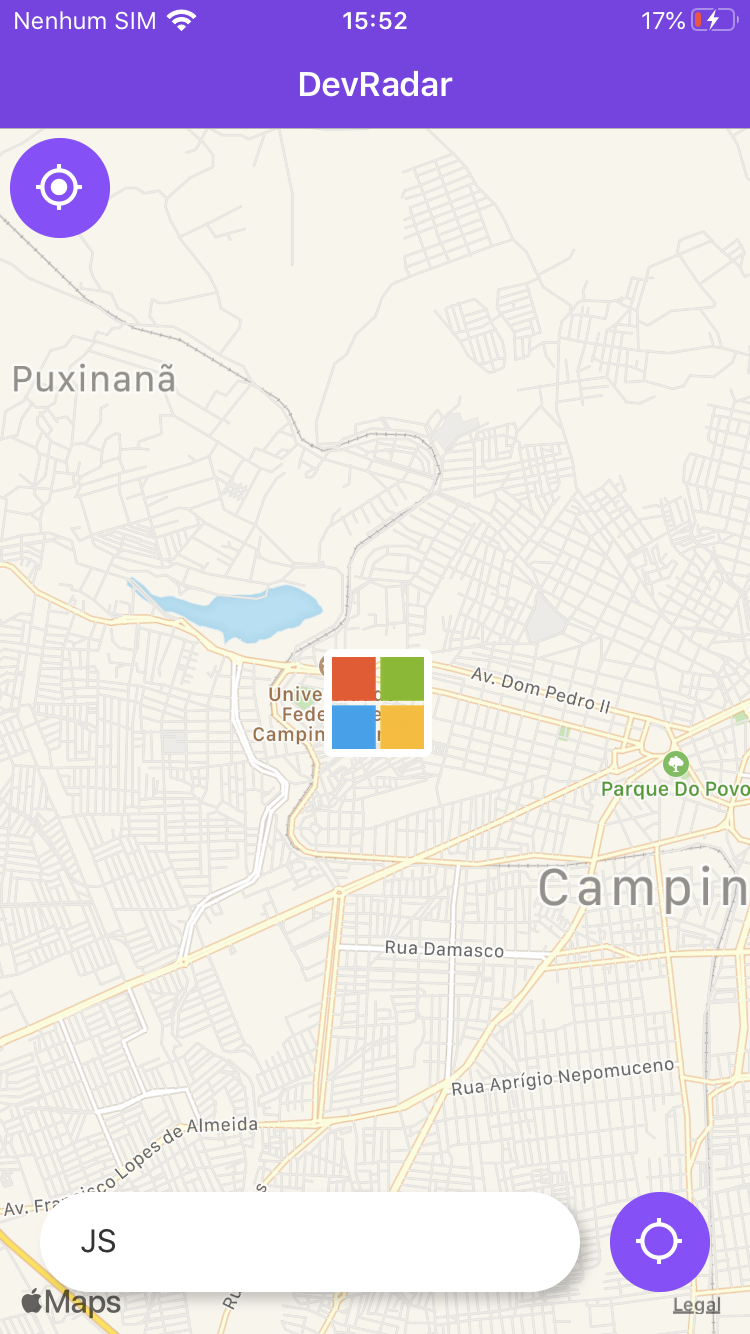 Nenhum SIM 15:52 17%
DevRadar
Puxinanã
Av. Dom Pedro II
Parque Do Povo
Campin
Rua Damasco
Rua Aprígio Nepomuceno
Lopes de Almeida
Av.
JS
Maps
Legal